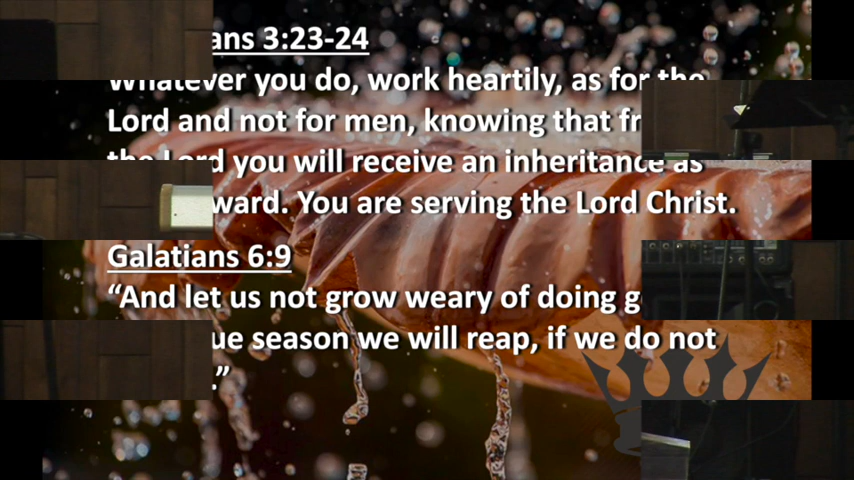 ans 3:23-24
Whatever you do, work heartily, as for the
Lord and not for men, knowing that fr
the Lord you will receive an inheritance as
ward. You are serving the Lord Christ.
Galatians 6:9
“And let us not grow weary of doing g
ue season we will reap, if we do not
.”